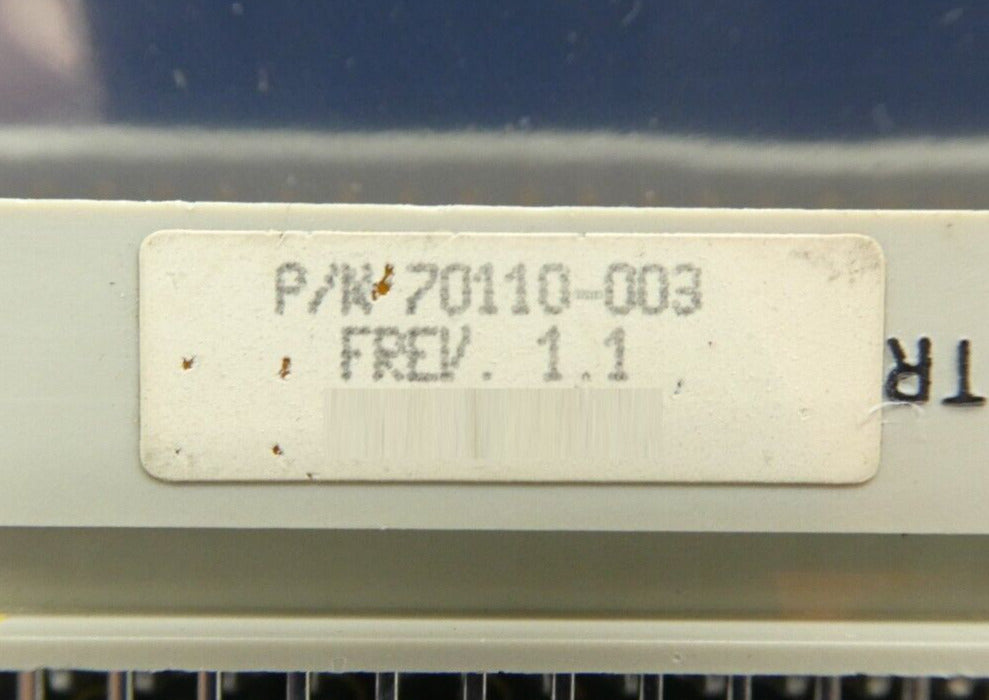 P/N 70110-003
FREV. 1.1
TR